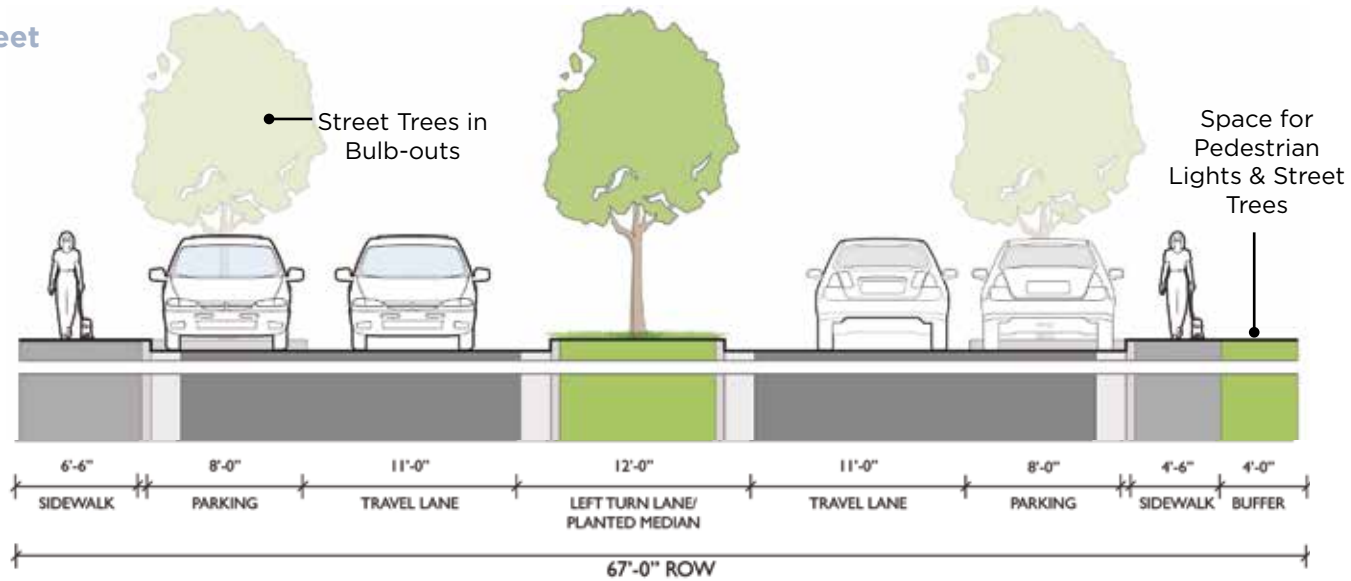 eet
Street Trees in
Bulb-outs
Space for
Pedestrian
Lights & Street
Trees
6'-6" 8'-0" 11'-0" 12'-0" 11'-0" 8'-0" 4'-6" 4'-0"
SIDEWALK PARKING TRAVEL LANE LEFT TURN LANE/ TRAVEL LANE PARKING SIDEWALK BUFFER
PLANTED MEDIAN
67'-0" ROW